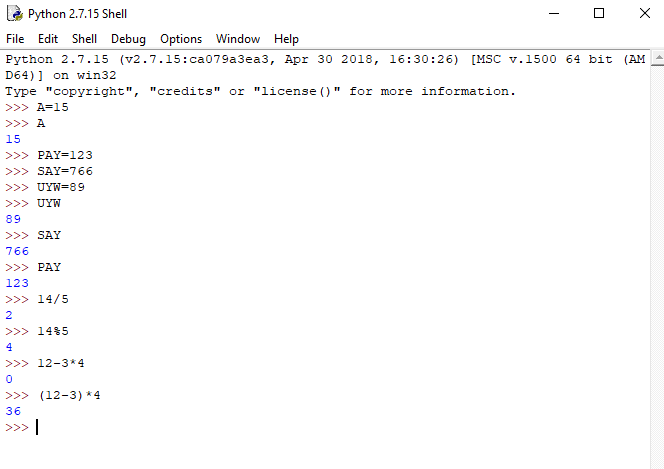 Python 2.7.15 Shell
File Edit Shell Debug Options Window Help
Python 2.7.15 (v2.7.15:ca079a3ea3, Apr 30 2018, 16:30:26) [MSC v.1500 64 bit (AM
D64)] on win32
Type "copyright", "credits" or "license()" for more information.
>>> A=15
>>> A
15
>>> PAY=123
>>> SAY=766
>>> UYW=89
>>> UYW
89
>>> SAY
766
>>> PAY
123
>>> 14/5
2
>>> 14%5
4
>>> 12-3*4
0
>>> (12-3)*4
36
>>>